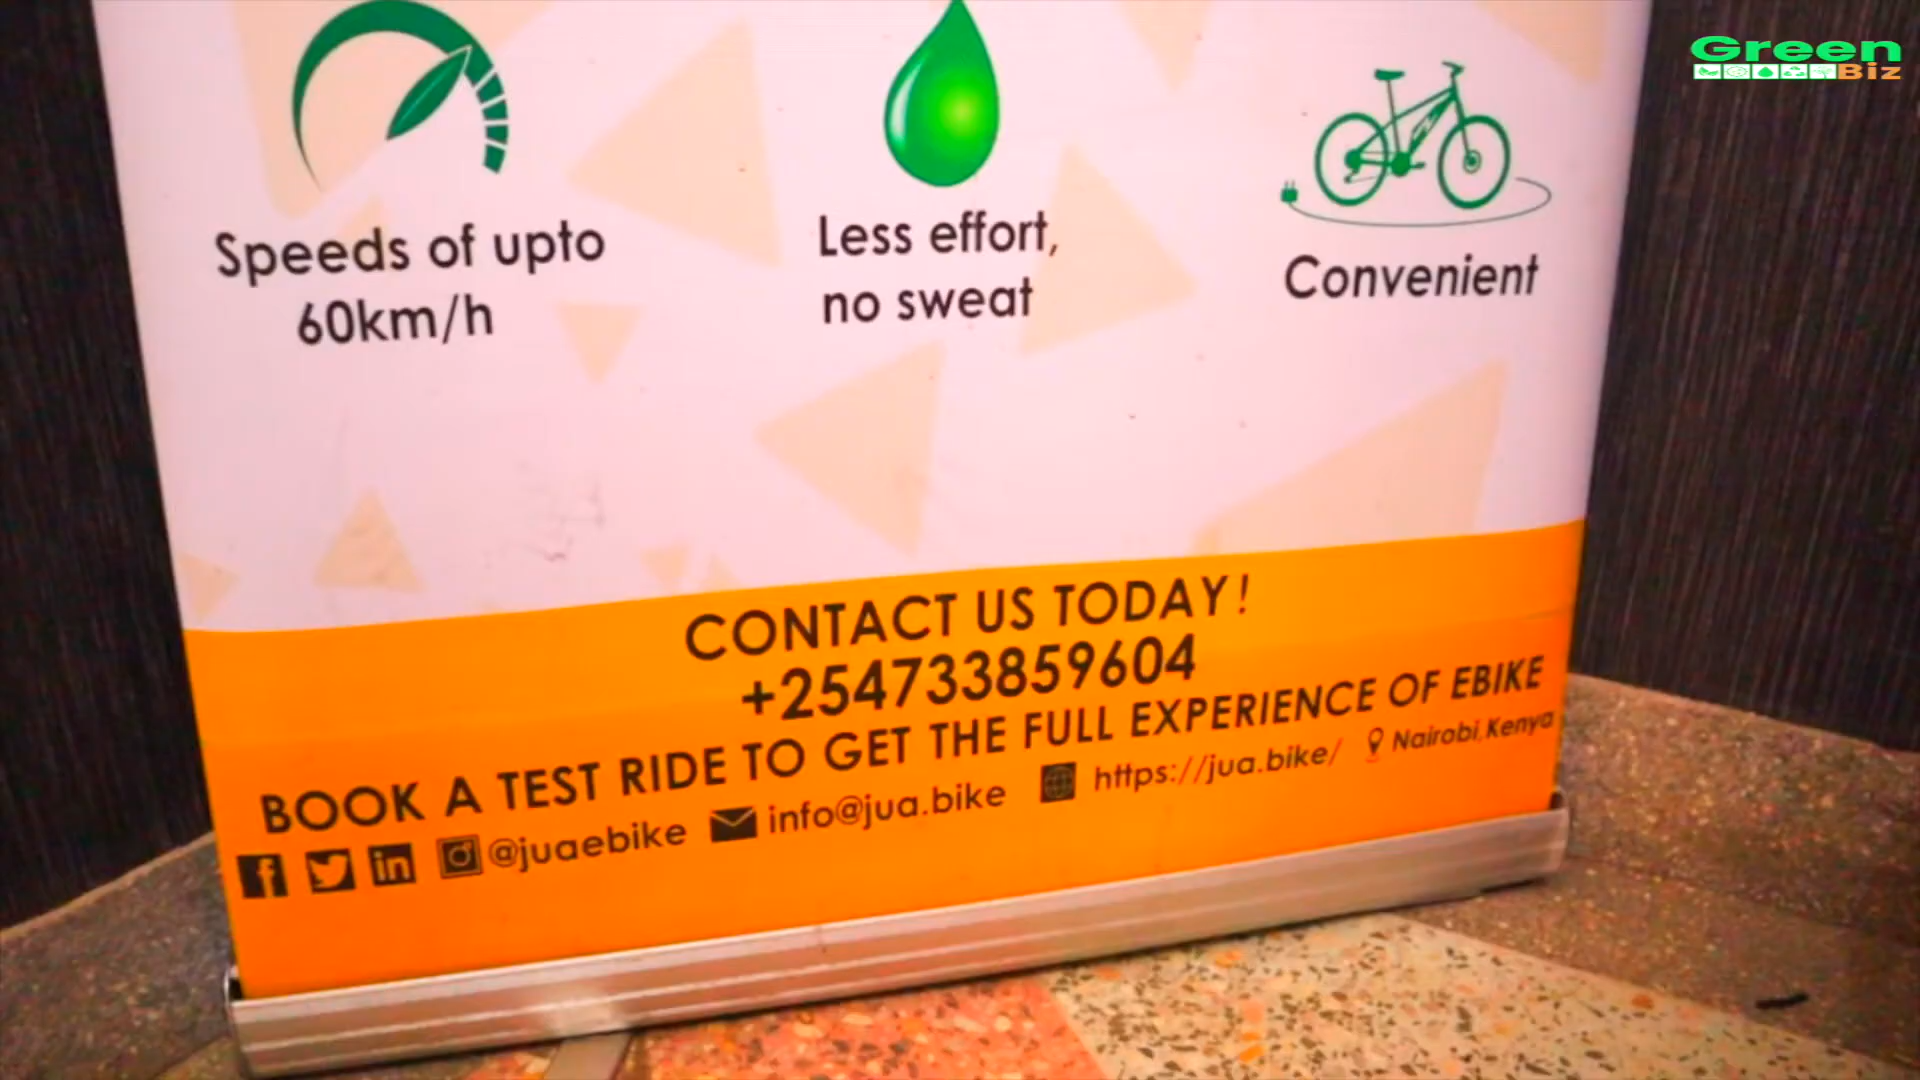 Green
Biz
Speeds of upto
60km/h
Less effort,
no sweat
Convenient
CONTACT US TODAY!
+254733859604
BOOK A TEST RIDE TO GET THE FULL EXPERIENCE OF EBIKE
@juaebike info@jua.bike https://jua.bike/ Nairobi,Kenya